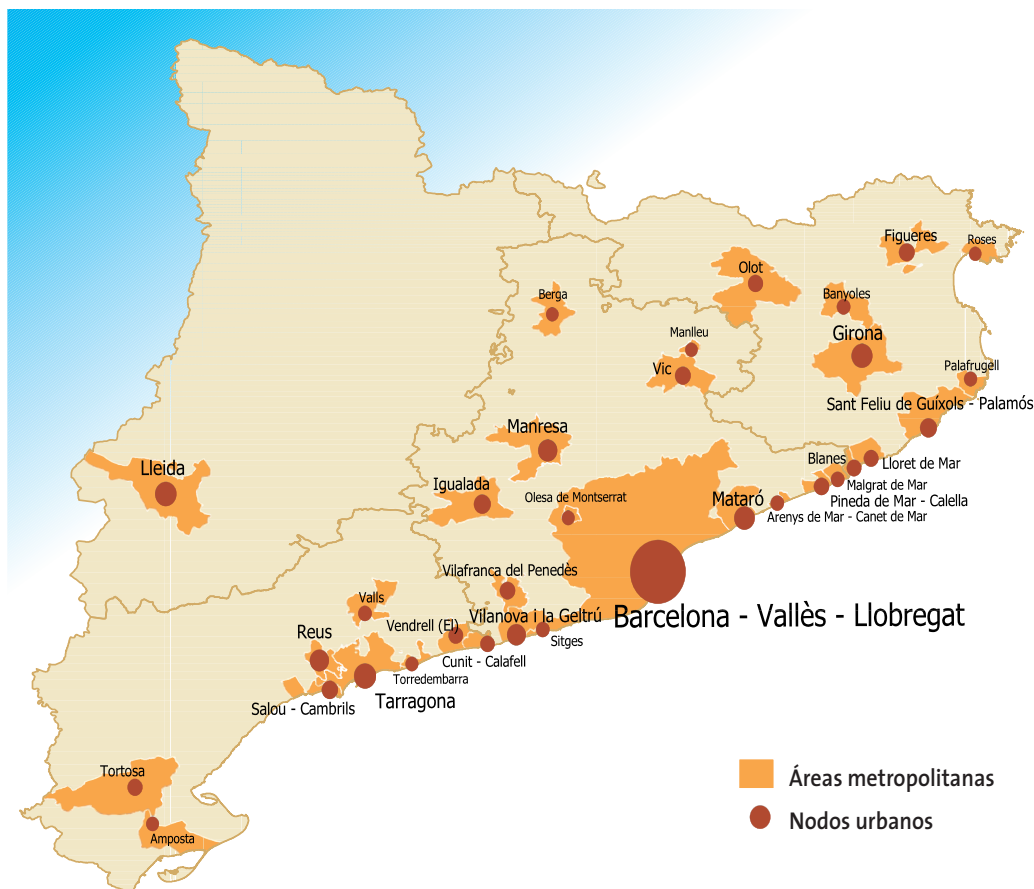 Figueres
Roses
Olot
Berga
Banyoles
Manlleu
Girona
Vic
Palafrugell
Sant Feliu de Guíxols - Palamós
Manresa
Blanes
Lloret de Mar
Lleida
Igualada
Malgrat de Mar
Olesa de Montserrat
Mataró
Pineda de Mar - Calella
Arenys de Mar - Canet de Mar
Vilafranca del Penedès
Valls
Vendrell (El)
Vilanova i la Geltrú
Barcelona - Vallès - Llobregat
Reus
Sitges
Cunit - Calafell
Torredembarra
Salou - Cambrils
Tarragona
Tortosa
Áreas metropolitanas
Nodos urbanos
Amposta